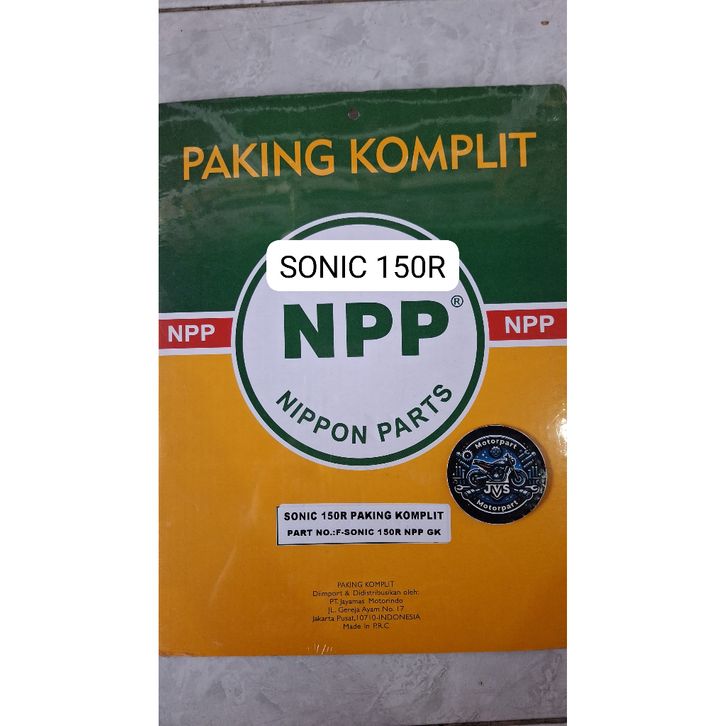 PAKING KOMPLIT
SONIC 150R
NPP
NPP®
NPP
NIPPON PARTS
Motorpart
JVS
Motorpart
SONIC 150R PAKING KOMPLIT
PART NO.:F-SONIC 150R NPP GK
PAKING KOMPLIT
Diimport & Didistribusikan oleh:
PT. Jayamas Motorindo
JL. Gereja Ayam No. 17
Jakarta Pusat,10710-INDONESIA
Made In P.R.C